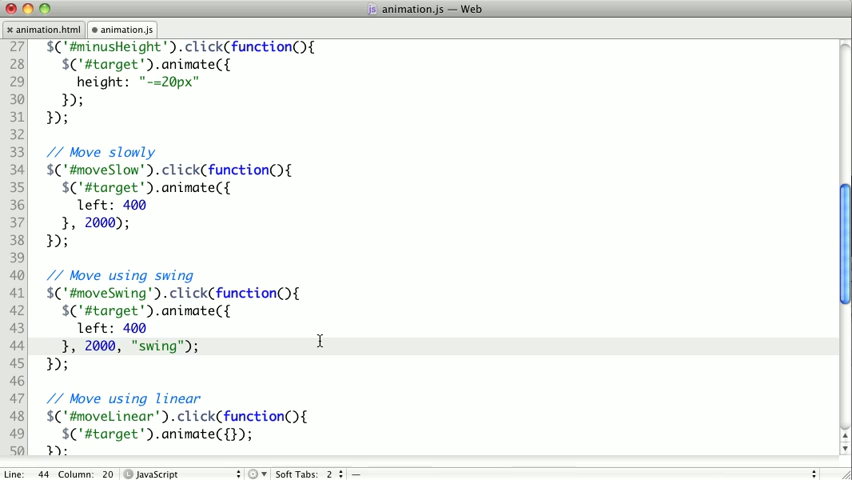 animation.js — Web
animation.html
animation.js
27 $('#minusHeight').click(function(){
28 $('#target').animate({
29 height: "-=20px"
30 });
31 });
32
33 // Move slowly
34 $('#moveSlow').click(function(){
35 $('#target').animate({
36 left: 400
37 }, 2000);
38 });
39
40 // Move using swing
41 $('#moveSwing').click(function(){
42 $('#target').animate({
43 left: 400
44 }, 2000, "swing");
45 });
46
47 // Move using linear
48 $('#moveLinear').click(function(){
49 $('#target').animate({});
50 });
Line: 44 Column: 20 JavaScript Soft Tabs: 2 —